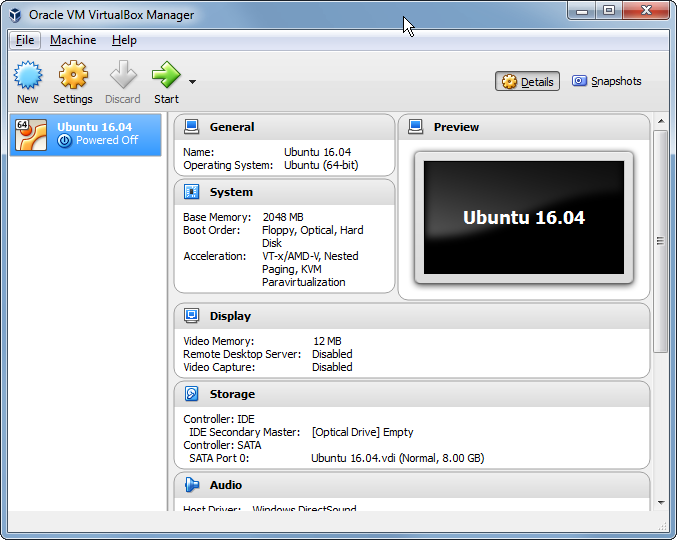 Oracle VM VirtualBox Manager
File Machine Help
New Settings Discard Start Details Snapshots
64
Ubuntu 16.04
Powered Off
General
Name: Ubuntu 16.04
Operating System: Ubuntu (64-bit)
System
Base Memory: 2048 MB
Boot Order: Floppy, Optical, Hard
Disk
Acceleration: VT-x/AMD-V, Nested
Paging, KVM
Paravirtualization
Preview
Ubuntu 16.04
Display
Video Memory: 12 MB
Remote Desktop Server: Disabled
Video Capture: Disabled
Storage
Controller: IDE
IDE Secondary Master: [Optical Drive] Empty
Controller: SATA
SATA Port 0: Ubuntu 16.04.vdi (Normal, 8.00 GB)
Audio
Host Driver: Windows DirectSound